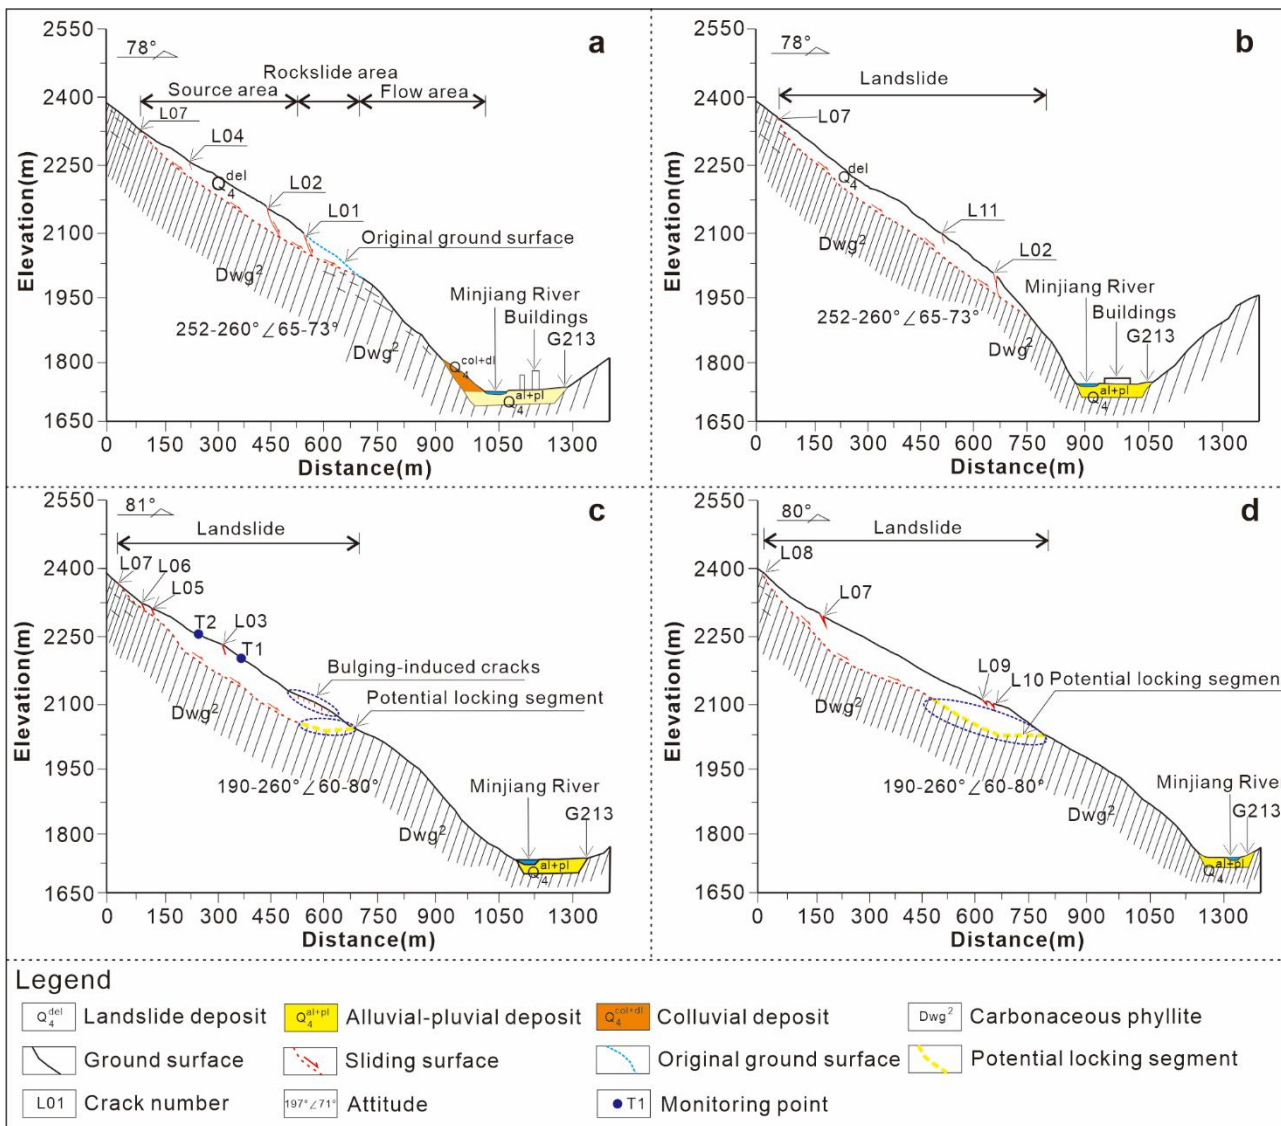 a
78°
Rockslide area
Source area
Flow area
L07
L04
Q4del
L02
L01
Original ground surface
Dwg2
252-260°∠65-73°
Dwg2
Minjiang River
Buildings
G213
Q4col+dl
Q4al+pl
Elevation(m)
2550
2400
2250
2100
1950
1800
1650
0 150 300 450 600 750 900 1050 1300
Distance(m)
b
78°
Landslide
L07
Q4del
L11
L02
Dwg2
252-260°∠65-73°
Dwg2
Minjiang River
Buildings
G213
Q4al+pl
Elevation(m)
2550
2400
2250
2100
1950
1800
1650
0 150 300 450 600 750 900 1050 1300
Distance(m)
c
81°
Landslide
L07
L06
L05
T2
L03
T1
Bulging-induced cracks
Potential locking segment
Dwg2
190-260°∠60-80°
Dwg2
Minjiang River
G213
Q4al+pl
Elevation(m)
2550
2400
2250
2100
1950
1800
1650
0 150 300 450 600 750 900 1050 1300
Distance(m)
d
80°
Landslide
L08
L07
L09
L10
Potential locking segment
Dwg2
190-260°∠60-80°
Dwg2
Minjiang River
G213
Q4al+pl
Elevation(m)
2550
2400
2250
2100
1950
1800
1650
0 150 300 450 600 750 900 1050 1300
Distance(m)
Legend
Q4del Landslide deposit
Q4al+pl Alluvial-pluvial deposit
Q4col+dl Colluvial deposit
Dwg2 Carbonaceous phyllite
Ground surface
Sliding surface
Original ground surface
Potential locking segment
L01 Crack number
197°∠71° Attitude
T1 Monitoring point